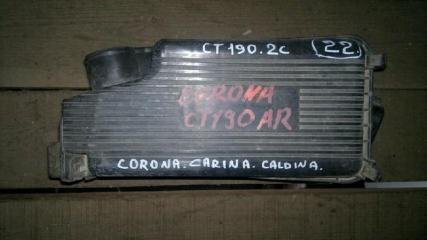 CT190.2C 22.
CORONA
CT190AR
CORONA.CARINA.CALDINA.